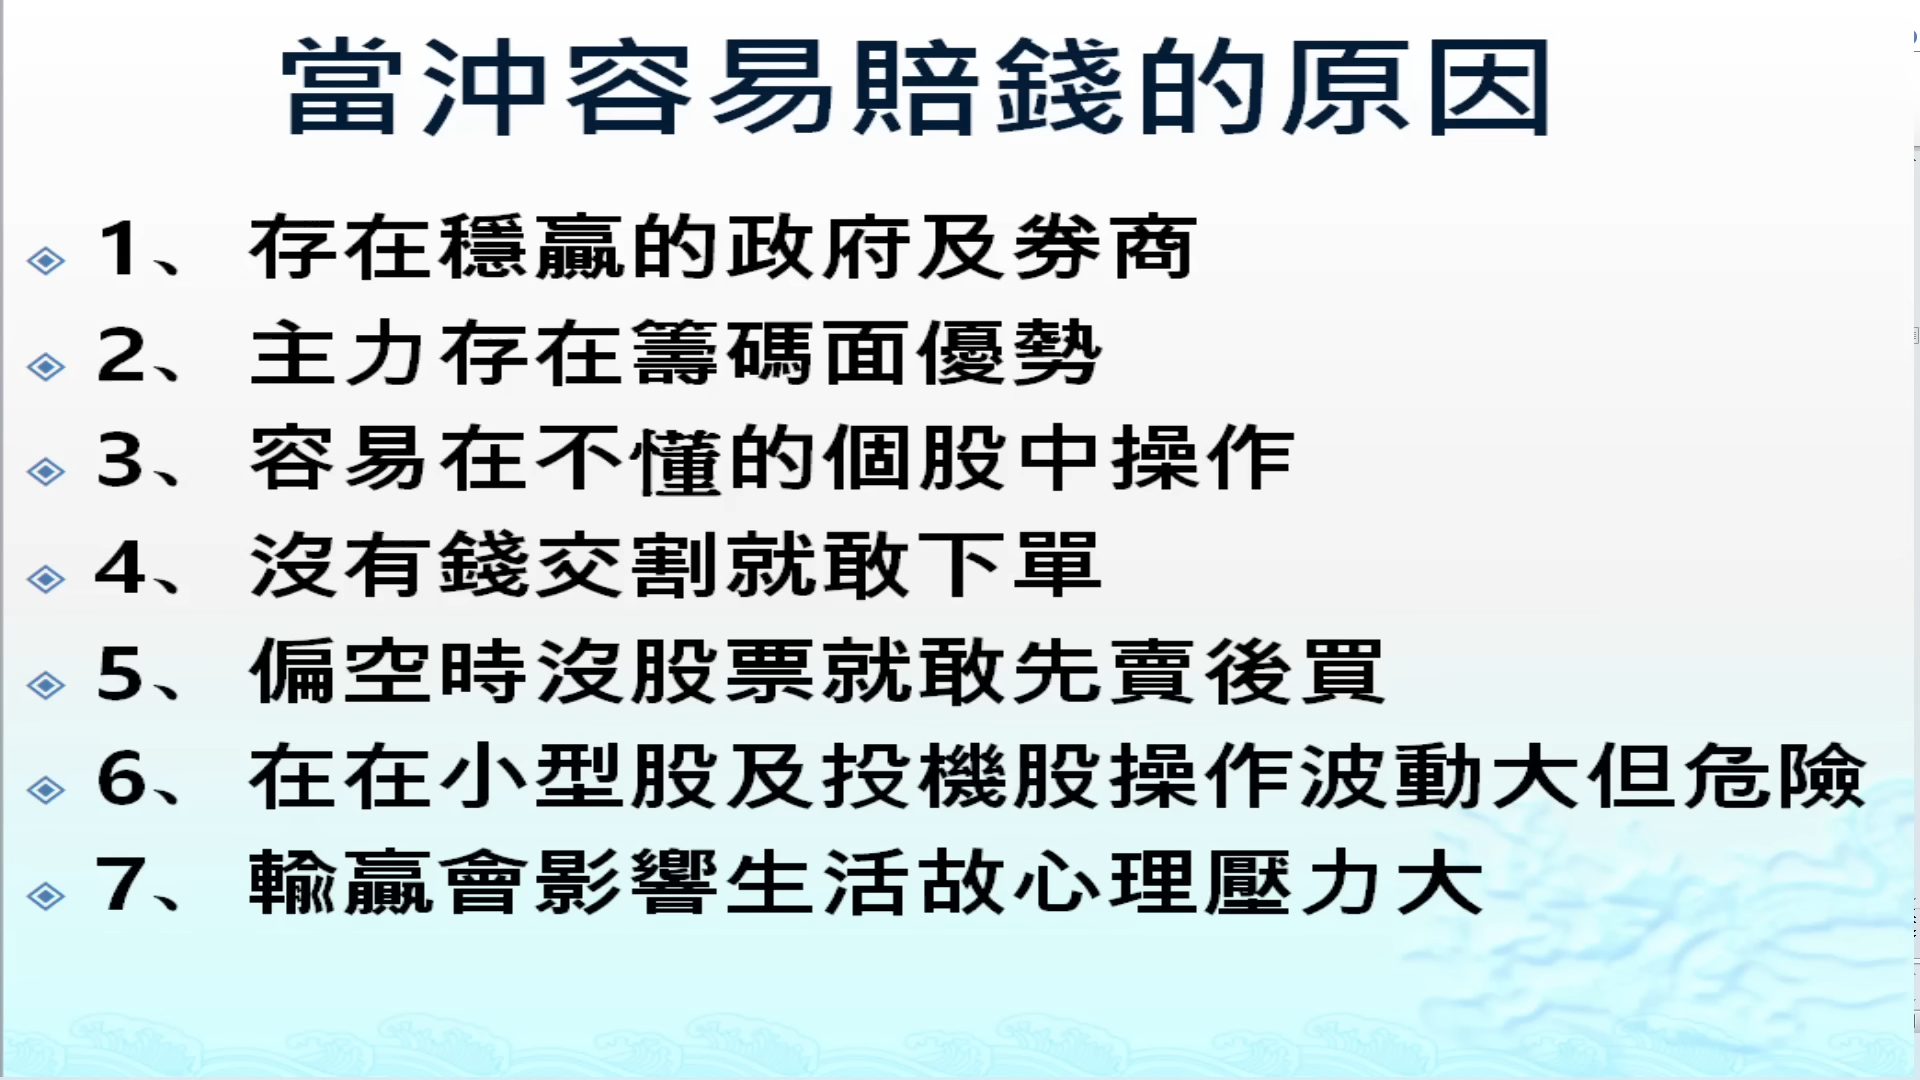 當沖容易賠錢的原因
1、 存在穩贏的政府及券商
2、 主力存在籌碼面優勢
3、 容易在不懂的個股中操作
4、 沒有錢交割就敢下單
5、 偏空時沒股票就敢先賣後買
6、 在在小型股及投機股操作波動大但危險
7、 輸贏會影響生活故心理壓力大